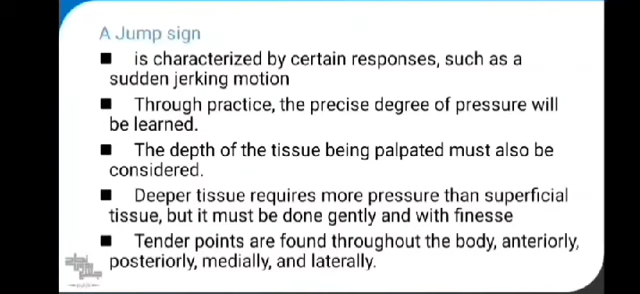 A Jump sign
■ is characterized by certain responses, such as a
sudden jerking motion
■ Through practice, the precise degree of pressure will
be learned.
■ The depth of the tissue being palpated must also be
considered.
■ Deeper tissue requires more pressure than superficial
tissue, but it must be done gently and with finesse
■ Tender points are found throughout the body, anteriorly,
posteriorly, medially, and laterally.